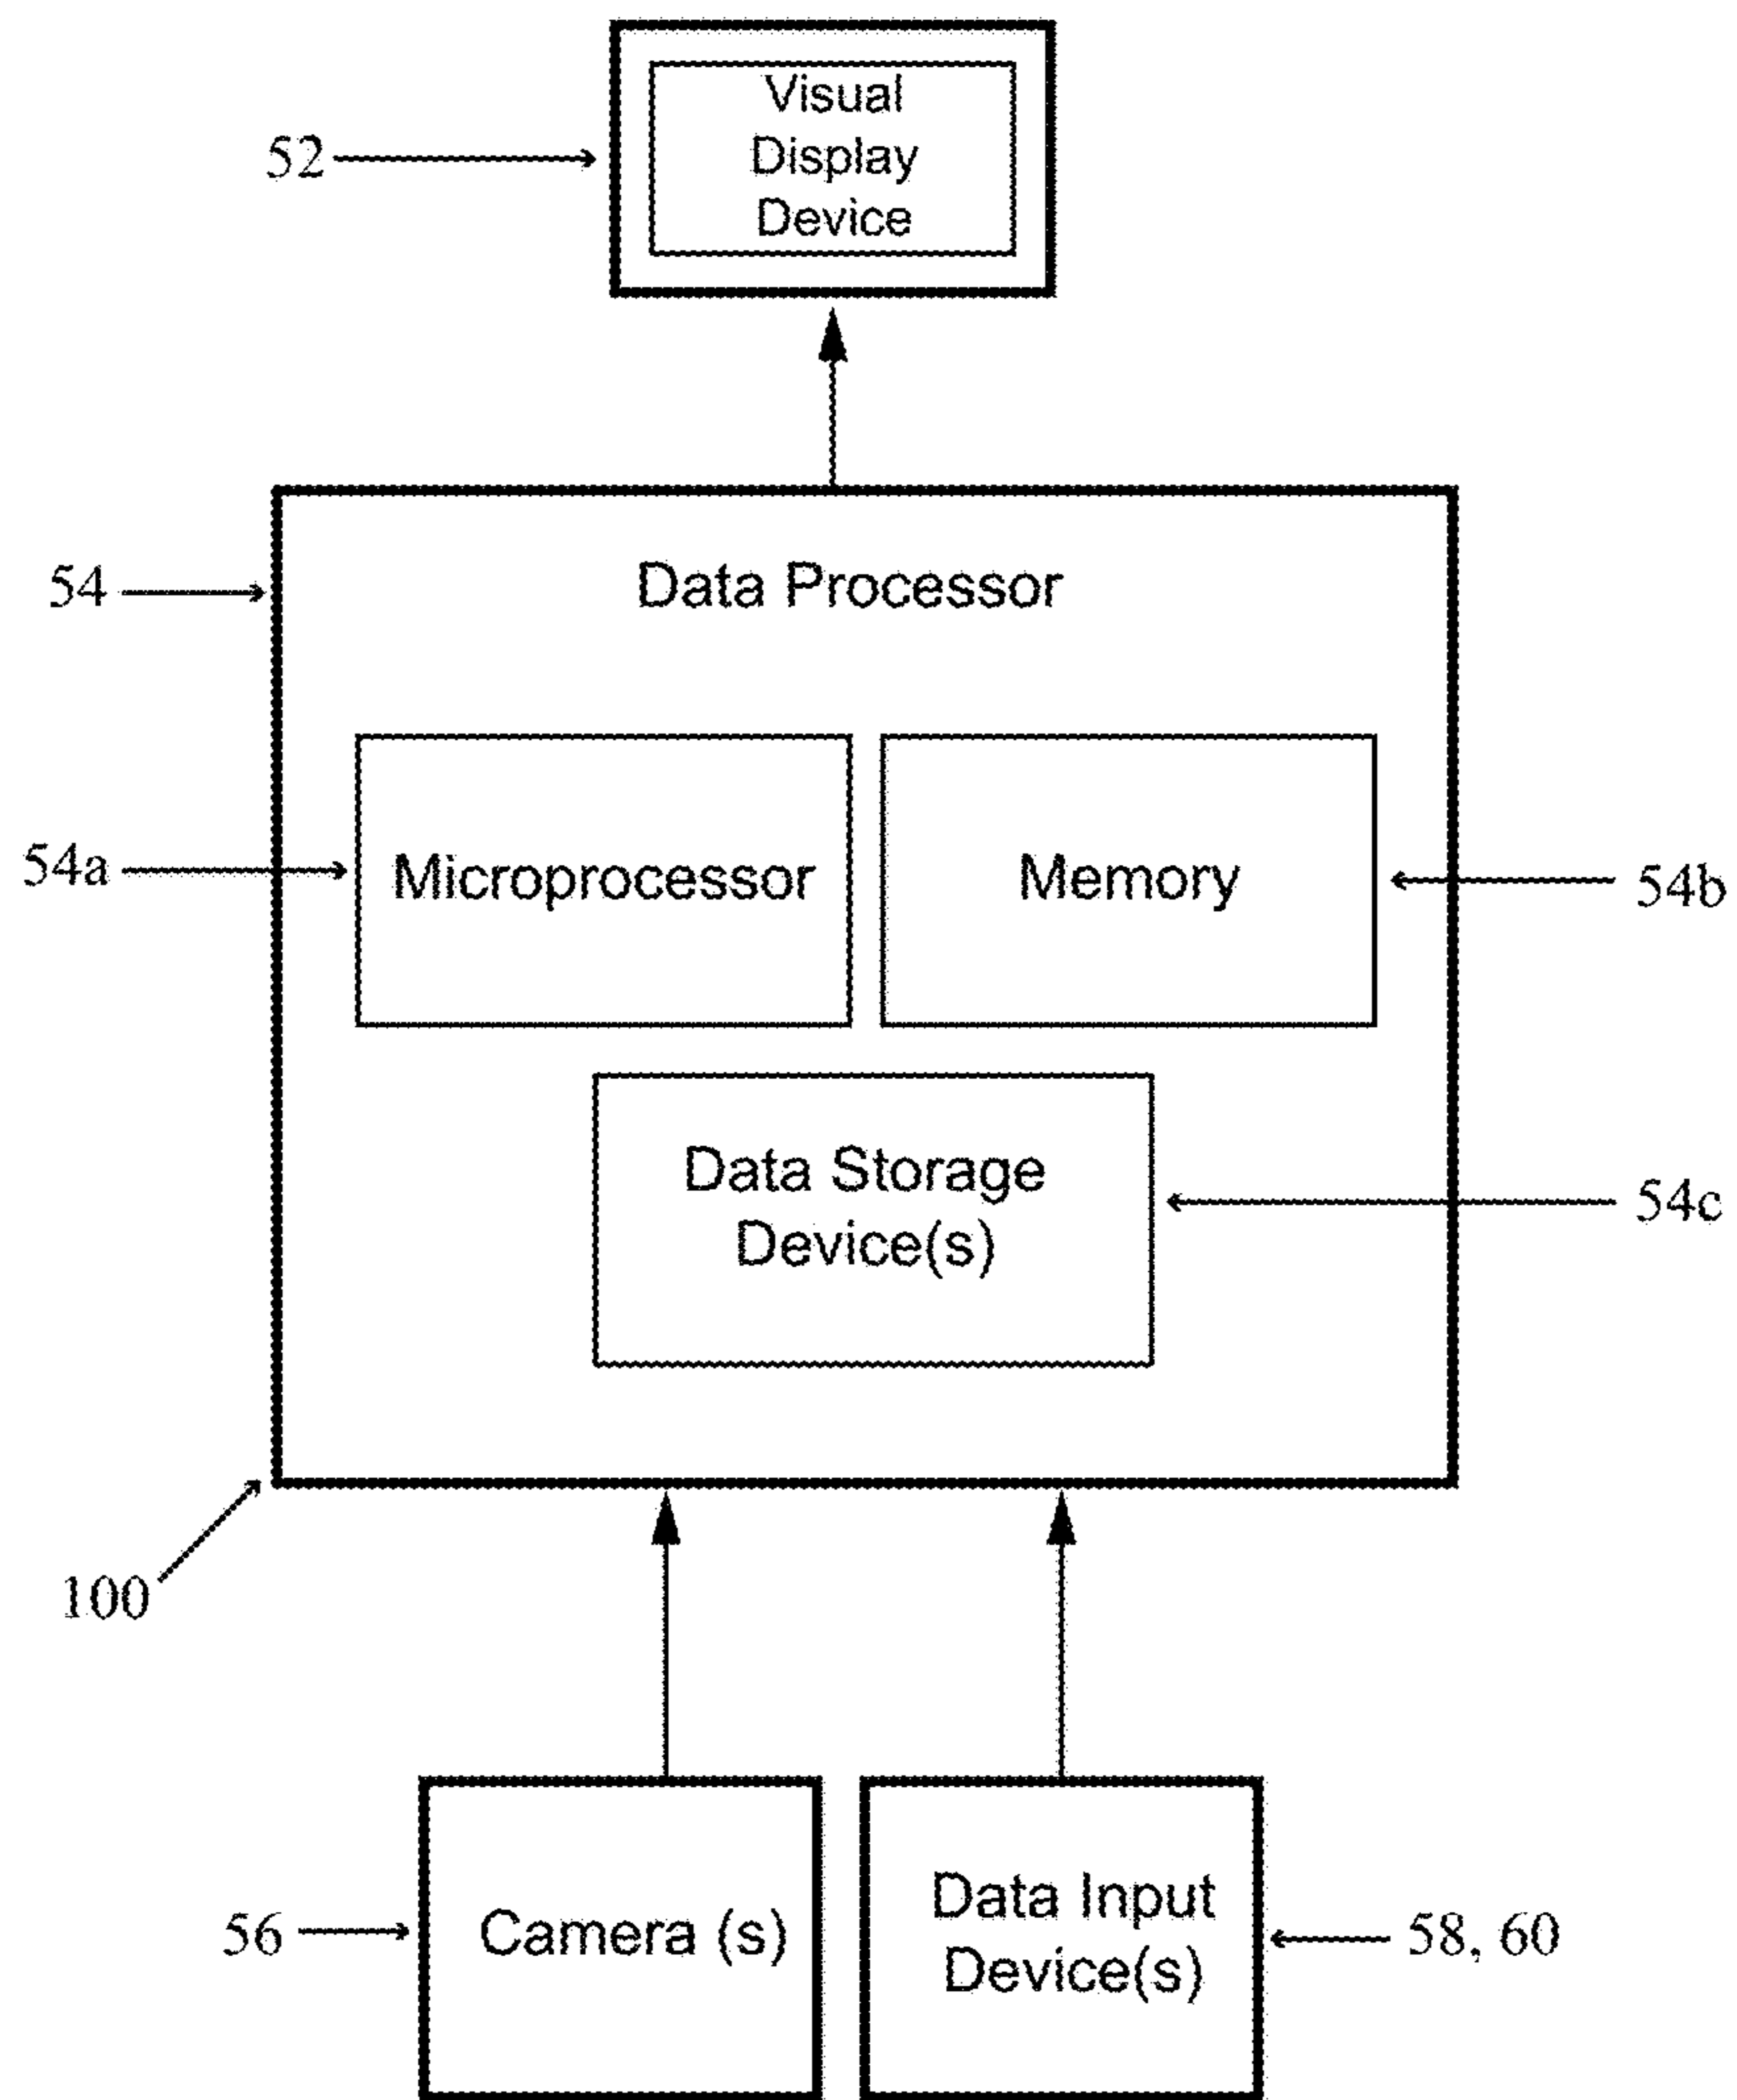 Visual
Display
Device
52
54
Data Processor
54a
Microprocessor
Memory
54b
Data Storage
Device(s)
54c
100
56
Camera (s)
Data Input
Device(s)
58, 60